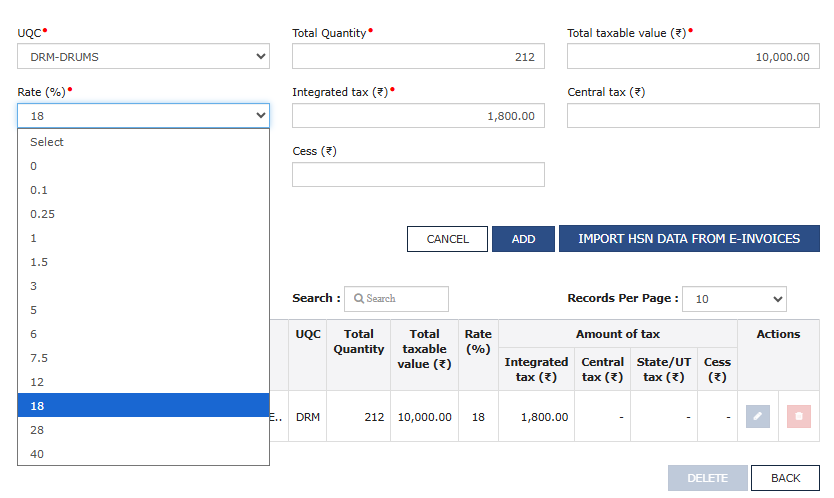 UQC•
Total Quantity•
Total taxable value (₹)•
DRM-DRUMS
212
10,000.00
Rate (%)•
Integrated tax (₹)•
Central tax (₹)
18
1,800.00
Select
0
0.1
0.25
1
1.5
3
5
6
7.5
12
18
28
40
Cess (₹)
CANCEL
ADD
IMPORT HSN DATA FROM E-INVOICES
Search :
Search
Records Per Page :
10
UQC
Total
Quantity
Total
taxable
value (₹)
Rate
(%)
Amount of tax
Actions
Integrated
tax (₹)
Central
tax (₹)
State/UT
tax (₹)
Cess
(₹)
E..
DRM
212
10,000.00
18
1,800.00
-
-
-
DELETE
BACK